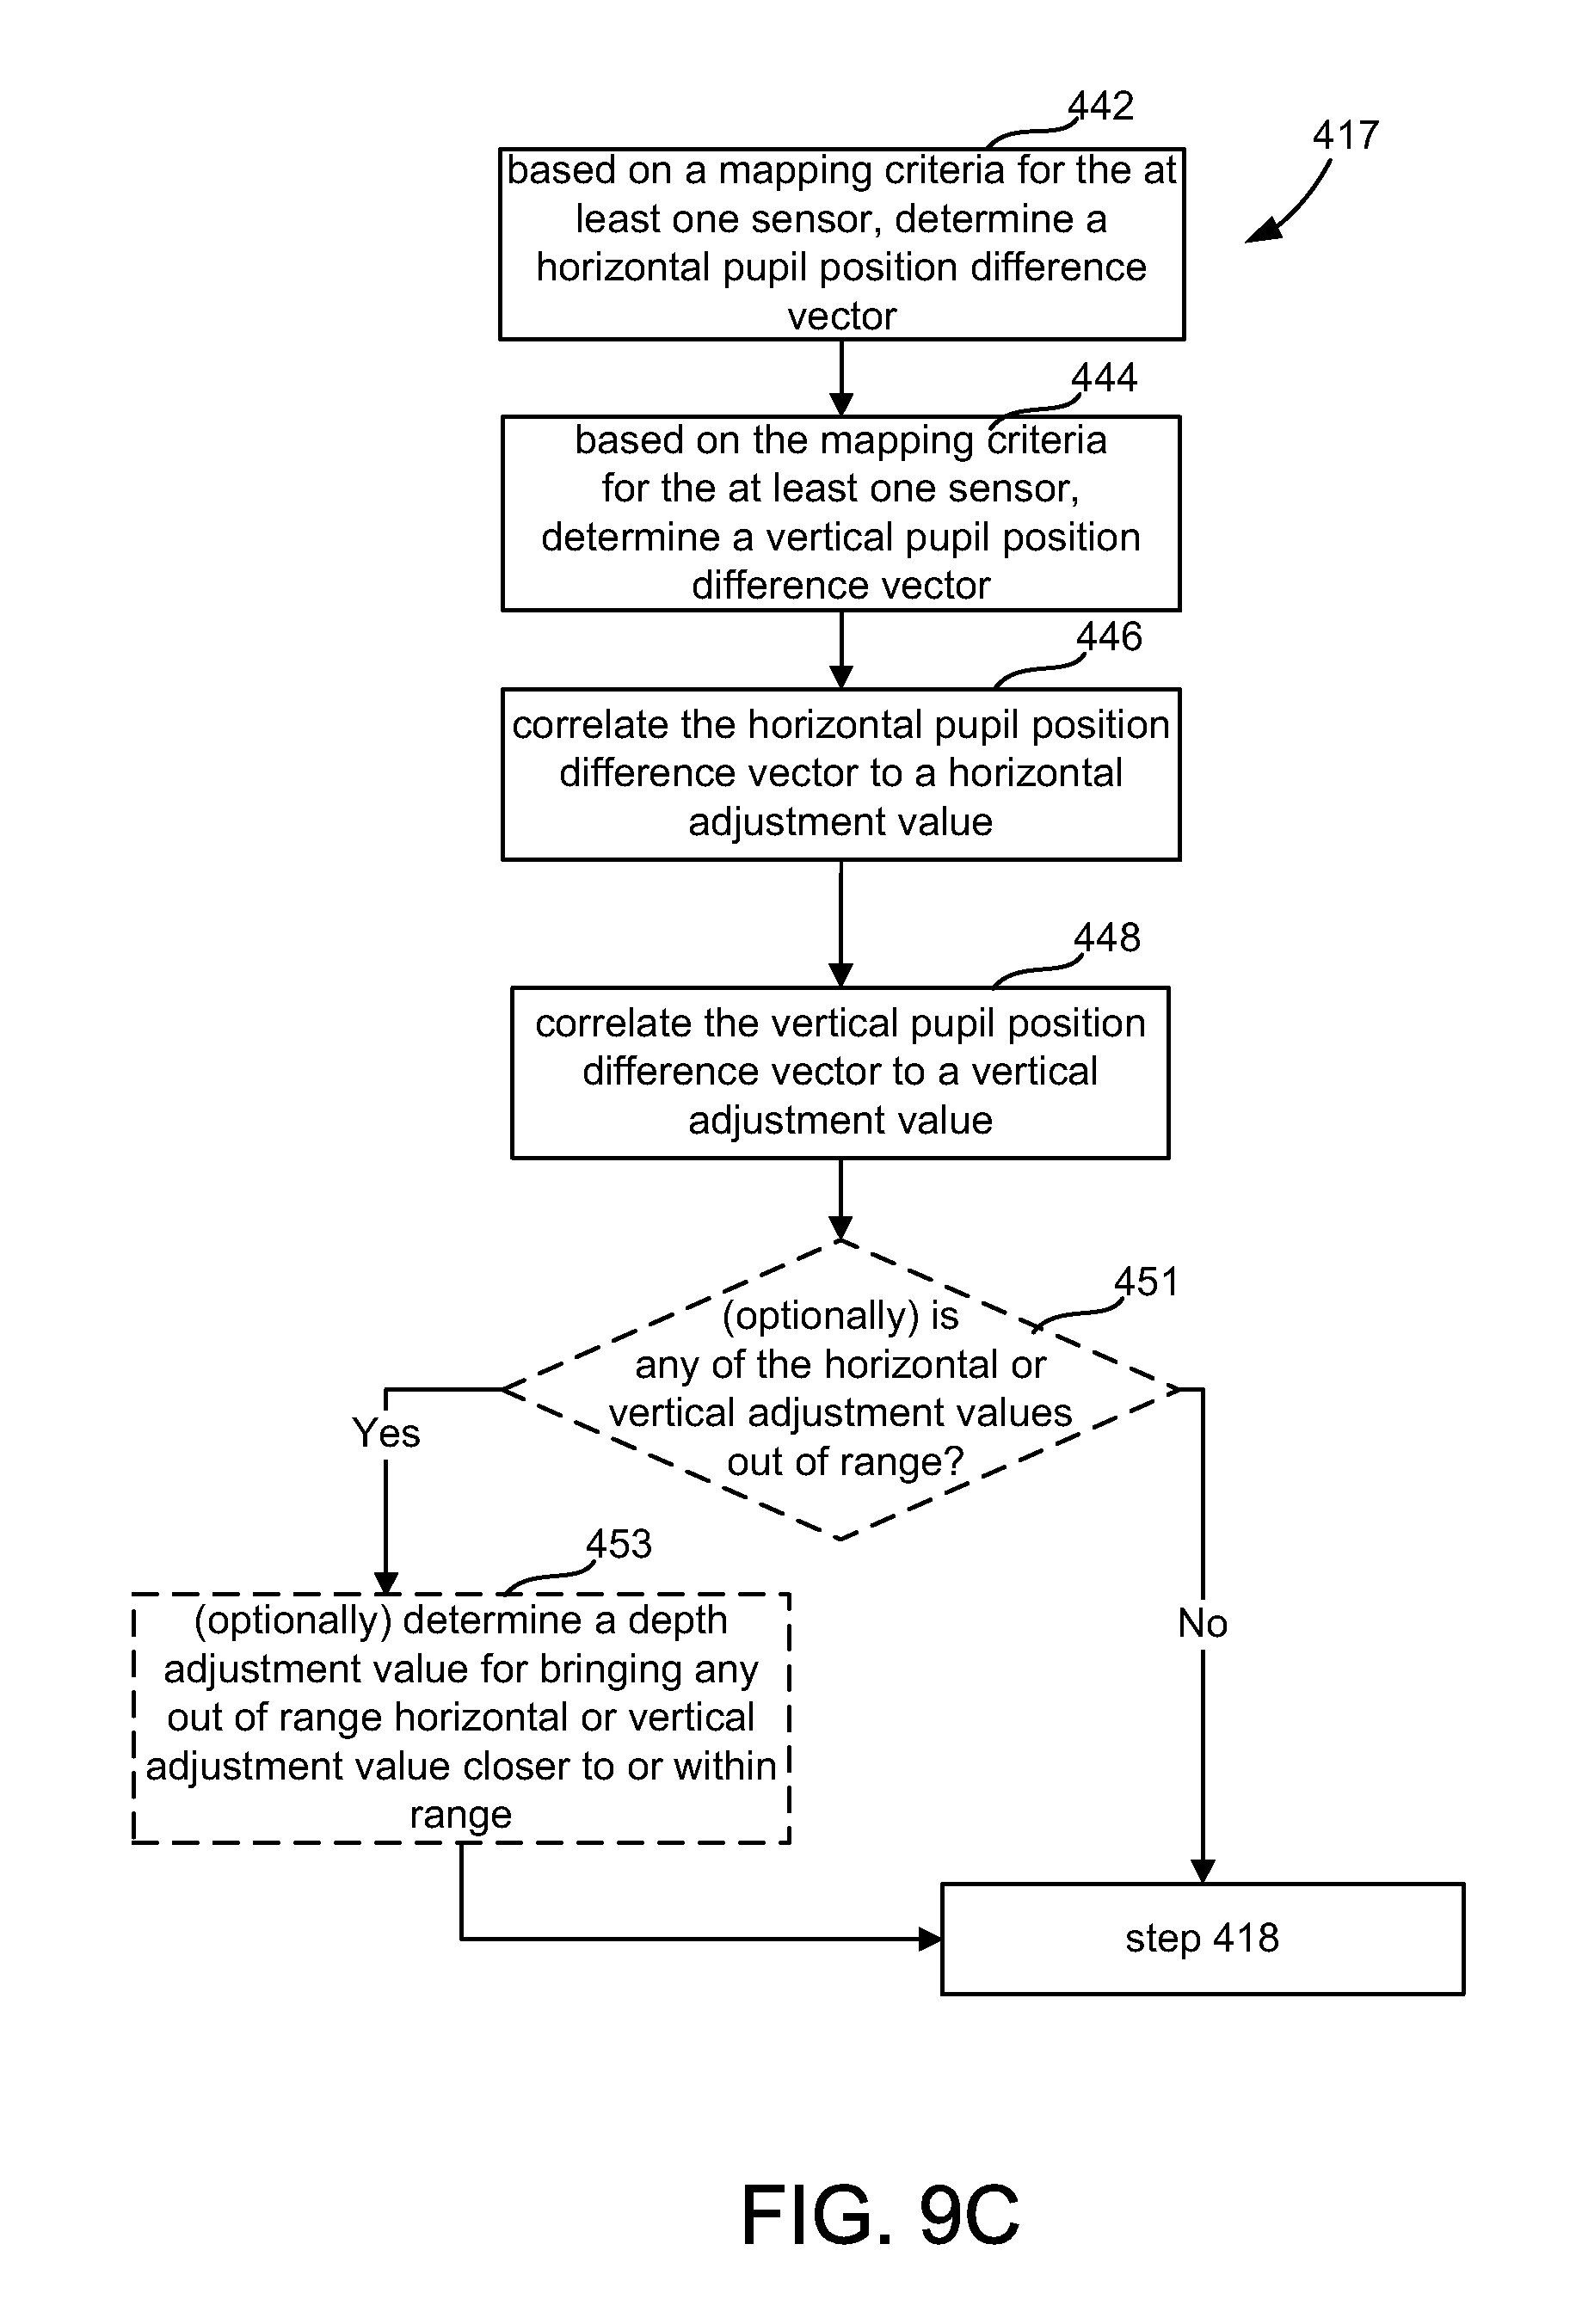 442
417
based on a mapping criteria for the at
least one sensor, determine a
horizontal pupil position difference
vector
444
based on the mapping criteria
for the at least one sensor,
determine a vertical pupil position
difference vector
446
correlate the horizontal pupil position
difference vector to a horizontal
adjustment value
448
correlate the vertical pupil position
difference vector to a vertical
adjustment value
451
(optionally) is
any of the horizontal or
vertical adjustment values
out of range?
Yes
453
(optionally) determine a depth
adjustment value for bringing any
out of range horizontal or vertical
adjustment value closer to or within
range
No
step 418
FIG. 9C